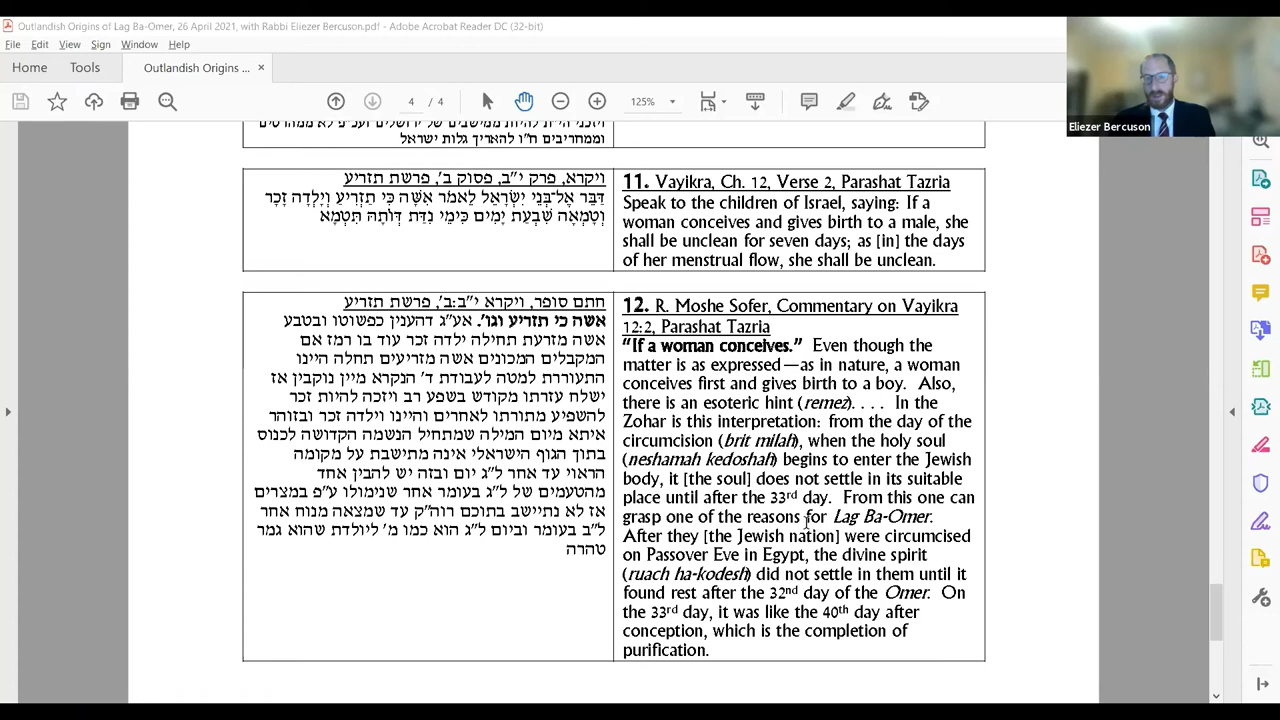 Outlandish Origins of Lag Ba-Omer, 26 April 2021, with Rabbi Eliezer Bercuson.pdf - Adobe Acrobat Reader DC (32-bit)
File Edit View Sign Window Help
Home Tools Outlandish Origins ... ×
4 / 4 125%
Eliezer Bercuson
וממחריבים ח"ו להאריך גלות ישראל
ויקרא, פרק י"ב, פסוק ב', פרשת תזריע
דַּבֵּר אֶל־בְּנֵי יִשְׂרָאֵל לֵאמֹר אִשָּׁה כִּי תַזְרִיעַ וְיָלְדָה זָכָר
וְטָמְאָה שִׁבְעַת יָמִים כִּימֵי נִדַּת דְּוֺתָהּ תִּטְמָא
11. Vayikra, Ch. 12, Verse 2, Parashat Tazria
Speak to the children of Israel, saying: If a
woman conceives and gives birth to a male, she
shall be unclean for seven days; as [in] the days
of her menstrual flow, she shall be unclean.
חתם סופר, ויקרא י"ב:ב', פרשת תזריע
אשה כי תזריע וגו'. אע"ג דהענין כפשוטו ובטבע
אשה מזרעת תחילה ילדה זכר עוד בו רמז אם
המקבלים המכונים אשה מזריעים תחלה היינו
התעוררת למטה לעבודת ד' הנקרא מיין נוקבין אז
ישלח עזרתו מקודש בשפע רב ויזכה להיות זכר
להשפיע מתורתו לאחרים והיינו וילדה זכר ובזוהר
איתא מיום המילה שמתחיל הנשמה הקדושה לכנוס
בתוך הגוף הישראלי אינה מתישבת על מקומה
הראוי עד אחר ל"ג יום ובזה יש להבין אחד
מהטעמים של ל"ג בעומר אחר שנימולו ע"פ במצרים
אז לא נתיישב בתוכם רוה"ק עד שמצאה מנוח אחר
ל"ב בעומר וביום ל"ג הוא כמו מ' ליולדת שהוא גמר
טהרה
12. R. Moshe Sofer, Commentary on Vayikra
12:2, Parashat Tazria
“If a woman conceives.” Even though the
matter is as expressed—as in nature, a woman
conceives first and gives birth to a boy. Also,
there is an esoteric hint (remez). . . . In the
Zohar is this interpretation: from the day of the
circumcision (brit milah), when the holy soul
(neshamah kedoshah) begins to enter the Jewish
body, it [the soul] does not settle in its suitable
place until after the 33rd day. From this one can
grasp one of the reasons for Lag Ba-Omer.
After they [the Jewish nation] were circumcised
on Passover Eve in Egypt, the divine spirit
(ruach ha-kodesh) did not settle in them until it
found rest after the 32nd day of the Omer. On
the 33rd day, it was like the 40th day after
conception, which is the completion of
purification.